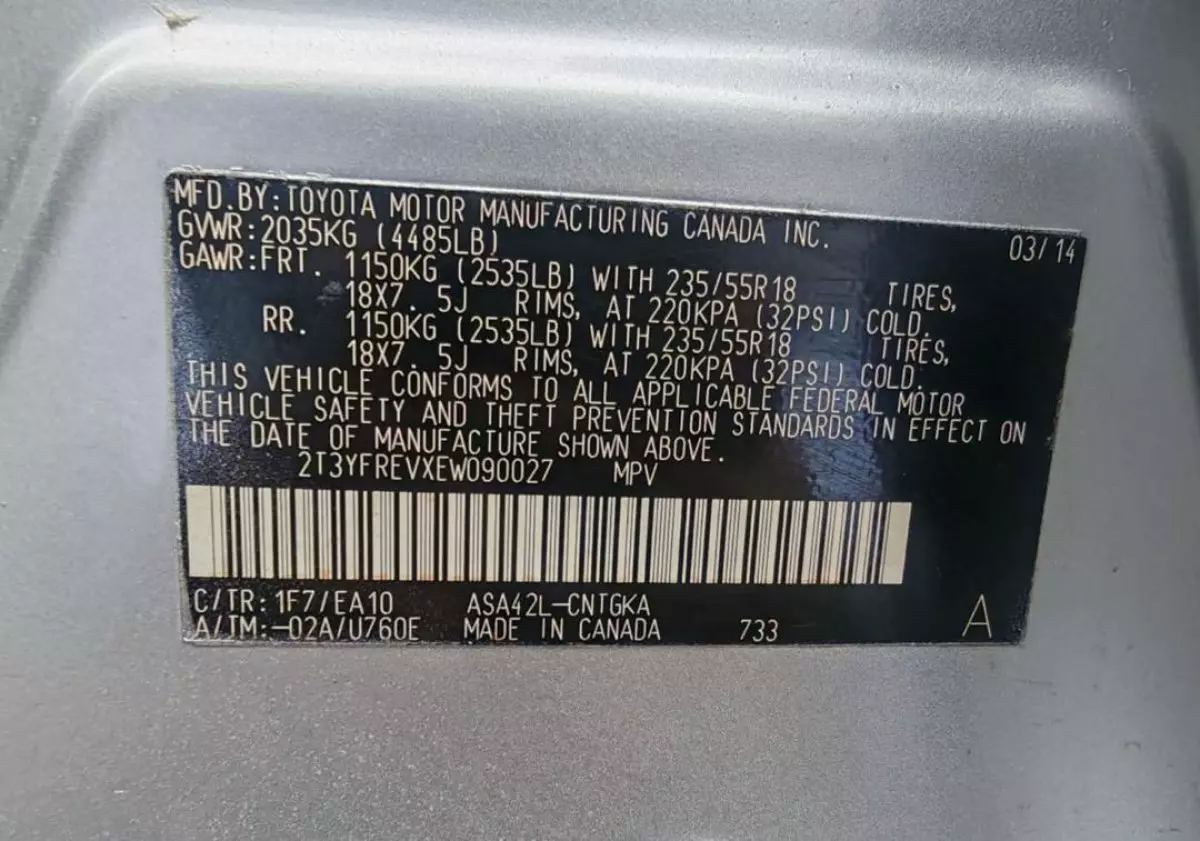 MFD.BY:TOYOTA MOTOR MANUFACTURING CANADA INC. 03/14
GVWR:2035KG (4485LB)
GAWR:FRT. 1150KG (2535LB) WITH 235/55R18 TIRES,
18X7. 5J RIMS, AT 220KPA (32PSI) COLD.
RR. 1150KG (2535LB) WITH 235/55R18 TIRES,
18X7. 5J RIMS, AT 220KPA (32PSI) COLD.
THIS VEHICLE CONFORMS TO ALL APPLICABLE FEDERAL MOTOR
VEHICLE SAFETY AND THEFT PREVENTION STANDARDS IN EFFECT ON
THE DATE OF MANUFACTURE SHOWN ABOVE.
2T3YFREVXEW090027 MPV
C/TR: 1F7/EA10 ASA42L-CNTGKA
A/TM:-02A/U760E MADE IN CANADA 733 A